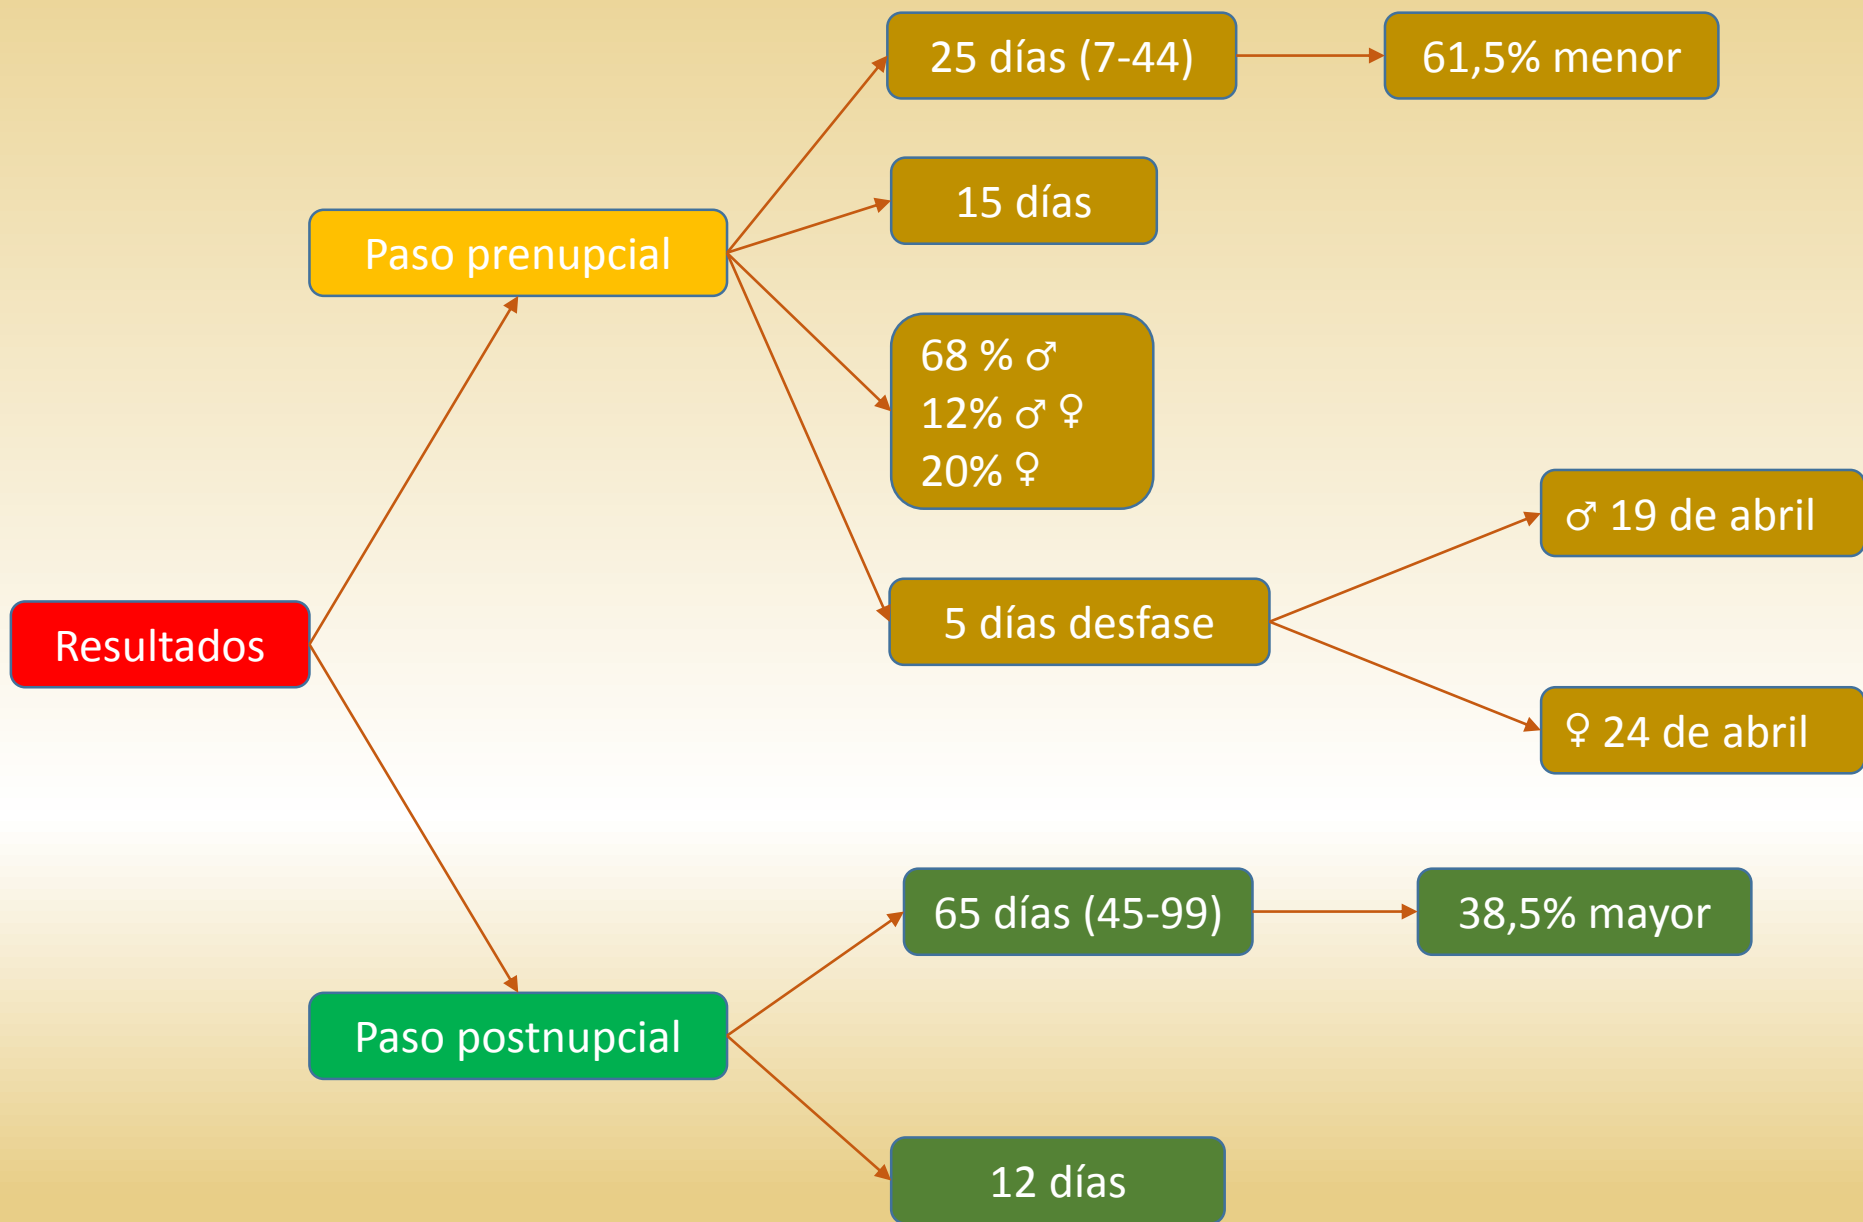 25 días (7-44)
61,5% menor
15 días
Paso prenupcial
68 % ♂
12% ♂ ♀
20% ♀
♂ 19 de abril
5 días desfase
Resultados
♀ 24 de abril
65 días (45-99)
38,5% mayor
Paso postnupcial
12 días